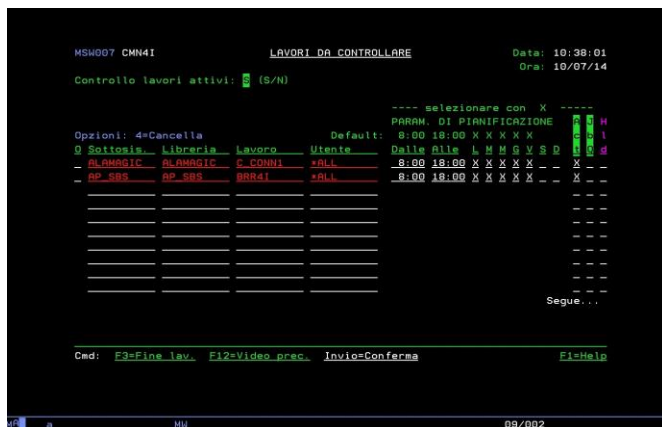 MSW007 CMN4I LAVORI DA CONTROLLARE Data: 10:38:01
Ora: 10/07/14
Controllo lavori attivi: S (S/N)
---- selezionare con X -----
PARAM. DI PIANIFICAZIONE A J H
c b l
Opzioni: 4=Cancella Default: 8:00 18:00 X X X X X
O Sottosis. Libreria Lavoro Utente Dalle Alle L M M G V S D t Q d
_ ALAMAGIC ALAMAGIC C_CONN1 *ALL 8:00 18:00 X X X X X _ _ X _ _
_ AP_SBS AP_SBS BRR4I *ALL 8:00 18:00 X X X X X _ _ X _ _
Segue...
Cmd: F3=Fine lav. F12=Video prec. Invio=Conferma F1=Help
MA a MW 09/002